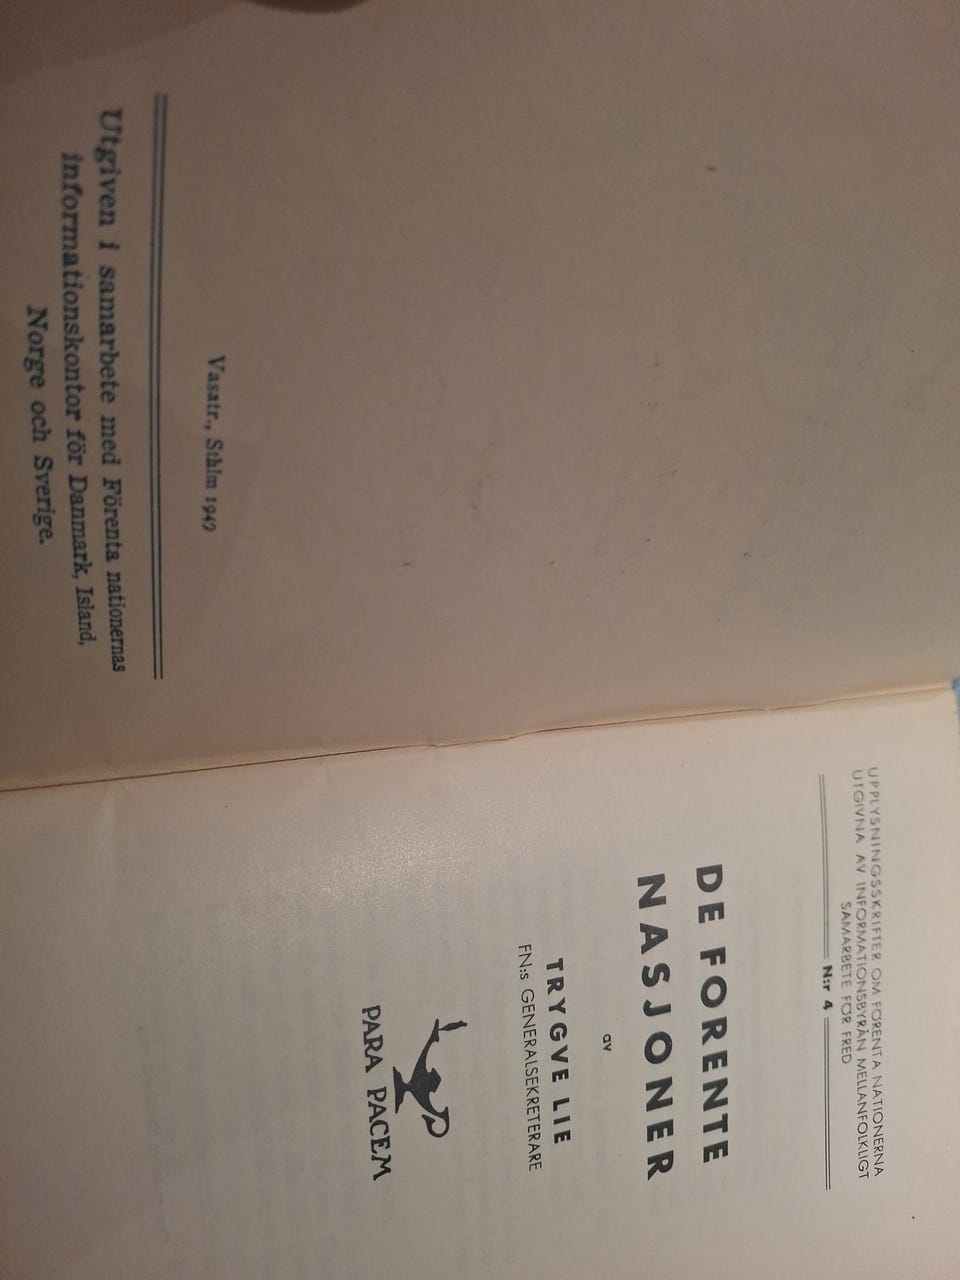 Vasatr., Sthlm 1949
Utgiven i samarbete med Förenta nationernas
informationskontor för Danmark, Island,
Norge och Sverige.
UPPLYSNINGSSKRIFTER OM FÖRENTA NATIONERNA
UTGIVNA AV INFORMATIONSBYRÅN MELLANFOLKLIGT
SAMARBETE FÖR FRED
N:r 4
DE FORENTE
NASJONER
av
TRYGVE LIE
FN:s GENERALSEKRETERARE
PARA PACEM